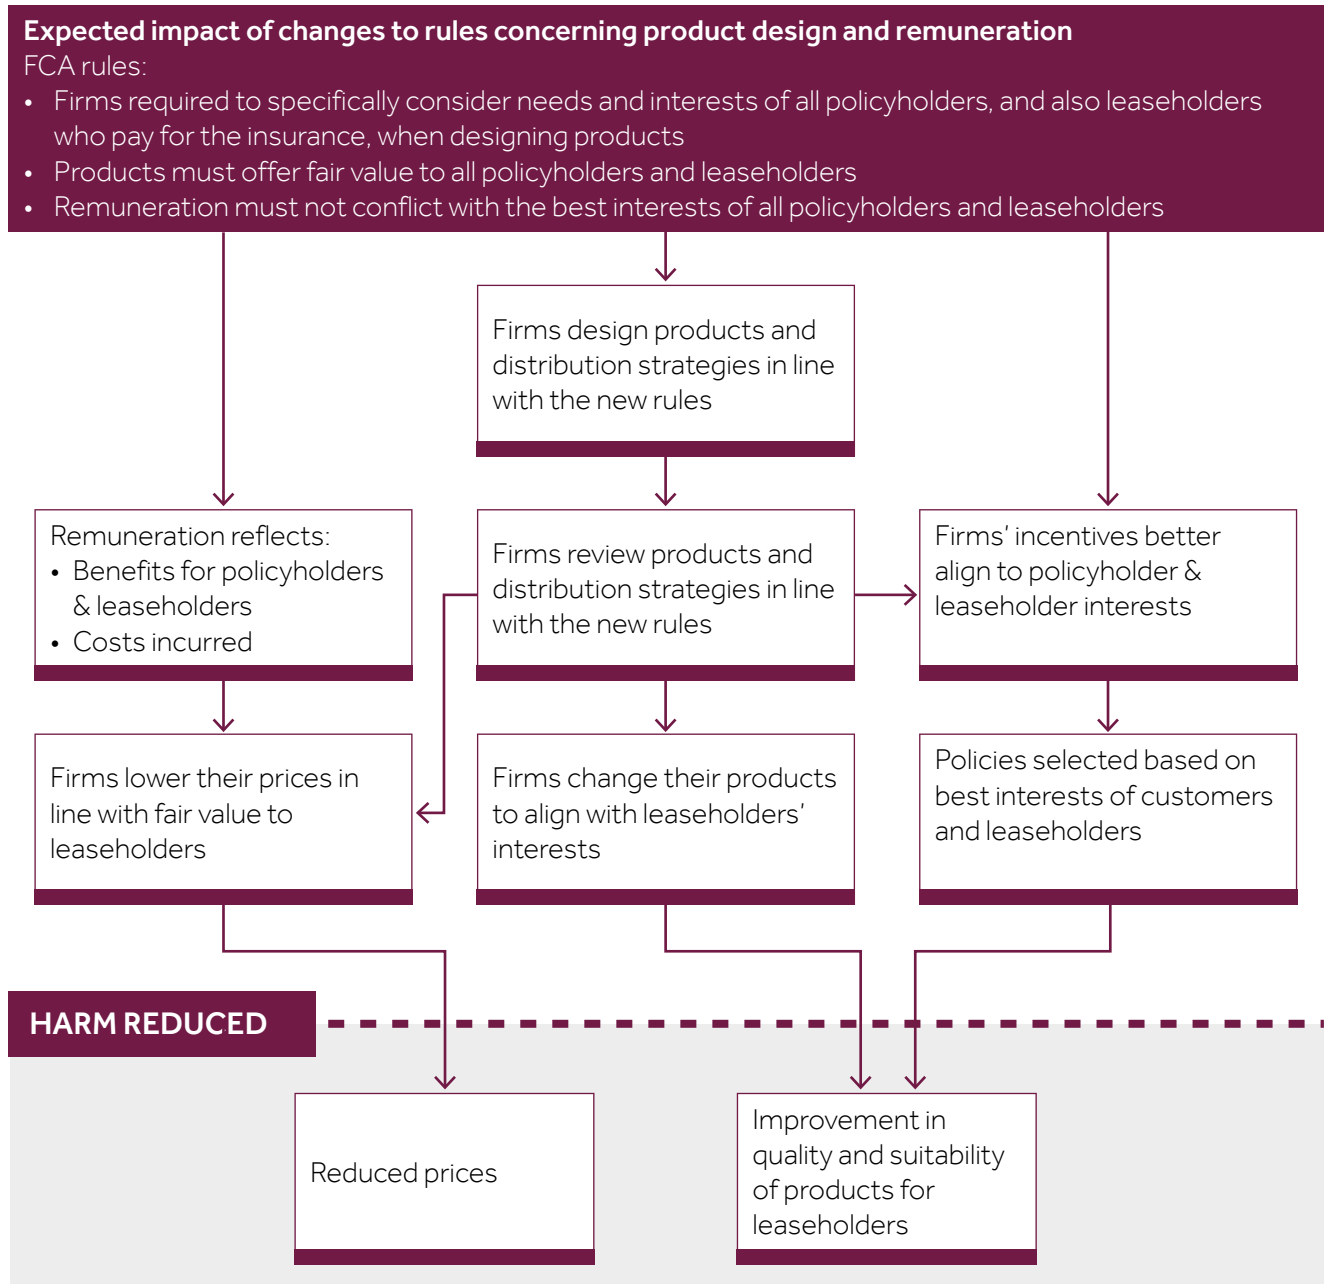 Expected impact of changes to rules concerning product design and remuneration
FCA rules:
• Firms required to specifically consider needs and interests of all policyholders, and also leaseholders
who pay for the insurance, when designing products
• Products must offer fair value to all policyholders and leaseholders
• Remuneration must not conflict with the best interests of all policyholders and leaseholders
Firms design products and
distribution strategies in line
with the new rules
Remuneration reflects:
• Benefits for policyholders
& leaseholders
• Costs incurred
Firms review products and
distribution strategies in line
with the new rules
Firms' incentives better
align to policyholder &
leaseholder interests
Firms lower their prices in
line with fair value to
leaseholders
Firms change their products
to align with leaseholders'
interests
Policies selected based on
best interests of customers
and leaseholders
HARM REDUCED
Reduced prices
Improvement in
quality and suitability
of products for
leaseholders